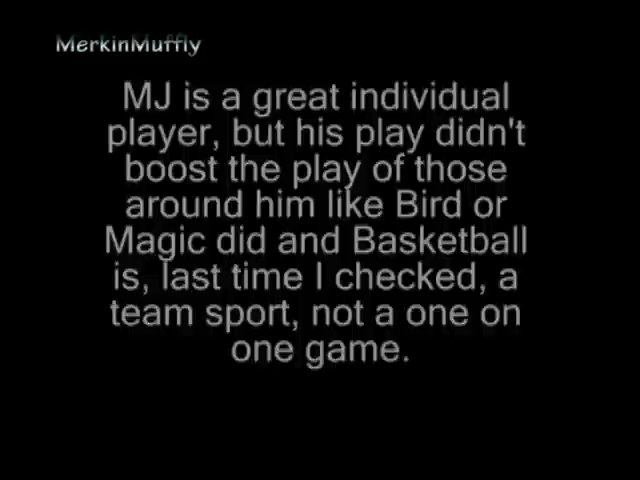 MerkinMuffly
MJ is a great individual
player, but his play didn't
boost the play of those
around him like Bird or
Magic did and Basketball
is, last time I checked, a
team sport, not a one on
one game.